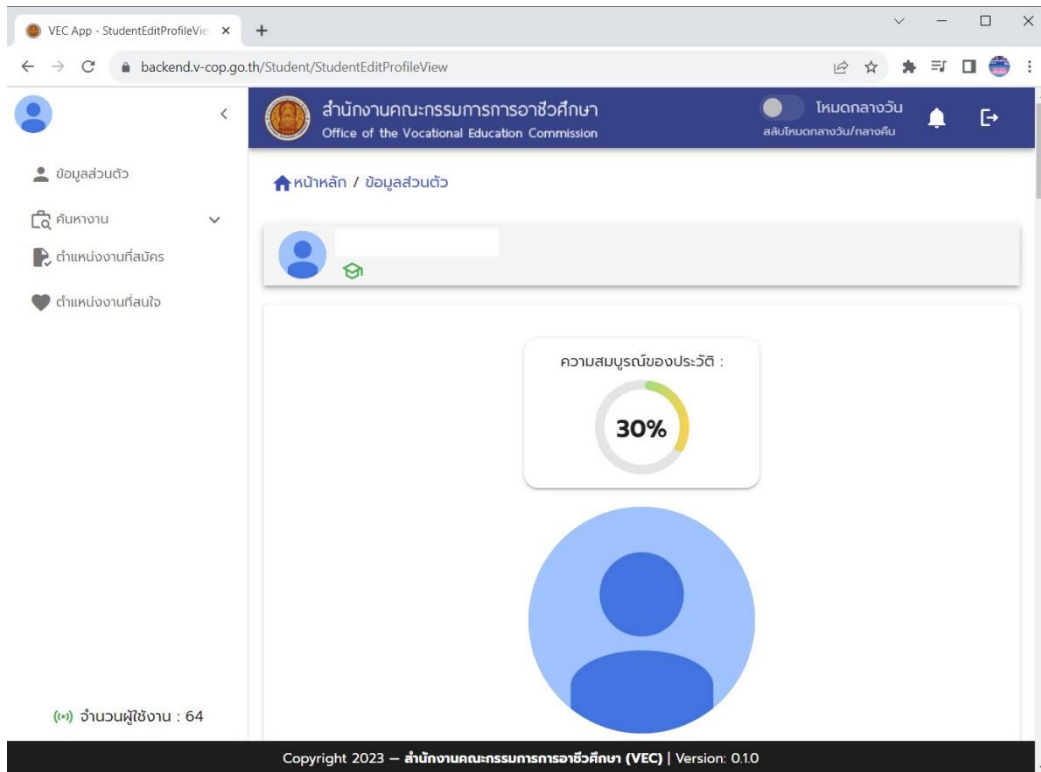 VEC App - StudentEditProfileVie
backend.v-cop.go.th/Student/StudentEditProfileView
สำนักงานคณะกรรมการการอาชีวศึกษา
Office of the Vocational Education Commission
โหมดกลางวัน
สลับโหมดกลางวัน/กลางคืน
ข้อมูลส่วนตัว
ค้นหางาน
ตำแหน่งงานที่สมัคร
ตำแหน่งงานที่สนใจ
หน้าหลัก / ข้อมูลส่วนตัว
ความสมบูรณ์ของประวัติ :
30%
จำนวนผู้ใช้งาน : 64
Copyright 2023 — สำนักงานคณะกรรมการการอาชีวศึกษา (VEC) | Version: 0.1.0